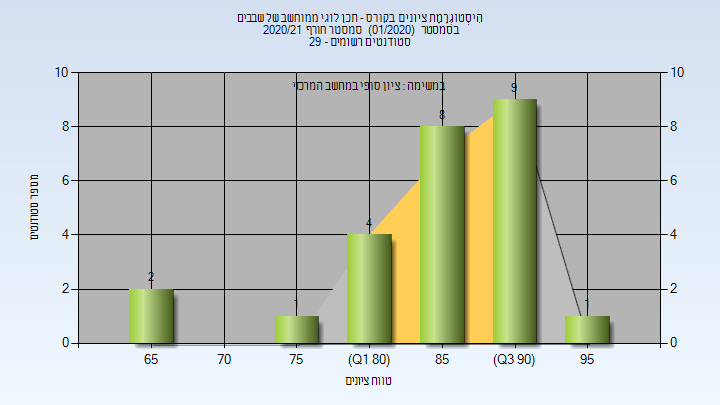 הִיסְטוֹגְרָמַת ציונים בקורס - תכן לוגי ממוחשב של שבבים
בסמסטר (01/2020) סמסטר חורף 2020/21
סטודנטים רשומים - 29
במשימה : ציון סופי במחשב המרכזי
10
8
6
4
2
0
10
8
6
4
2
0
מספר סטודנטים
2
1
4
8
9
1
65
70
75
(Q1 80)
85
(Q3 90)
95
טווח ציונים